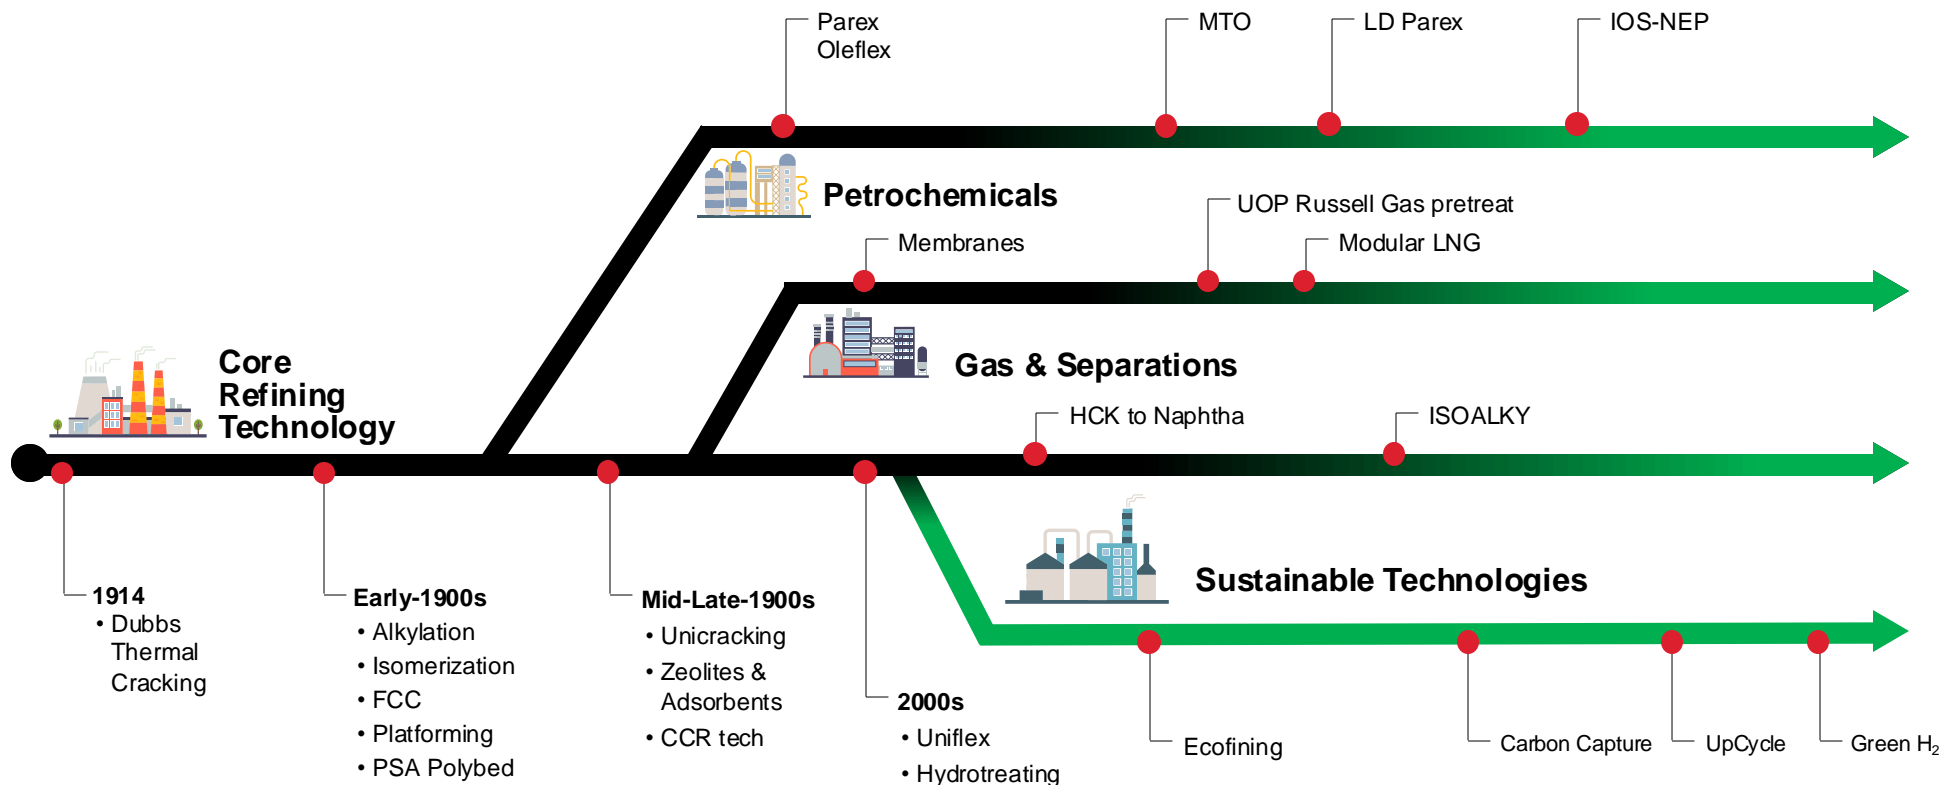 Parex
Oleflex
MTO
LD Parex
IOS-NEP
Petrochemicals
UOP Russell Gas pretreat
Membranes
Modular LNG
Core
Refining
Technology
Gas & Separations
HCK to Naphtha
ISOALKY
Sustainable Technologies
1914
• Dubbs
Thermal
Cracking
Early-1900s
• Alkylation
• Isomerization
• FCC
• Platforming
• PSA Polybed
Mid-Late-1900s
• Unicracking
• Zeolites &
Adsorbents
• CCR tech
2000s
• Uniflex
• Hydrotreating
Ecofining
Carbon Capture
UpCycle
Green H₂